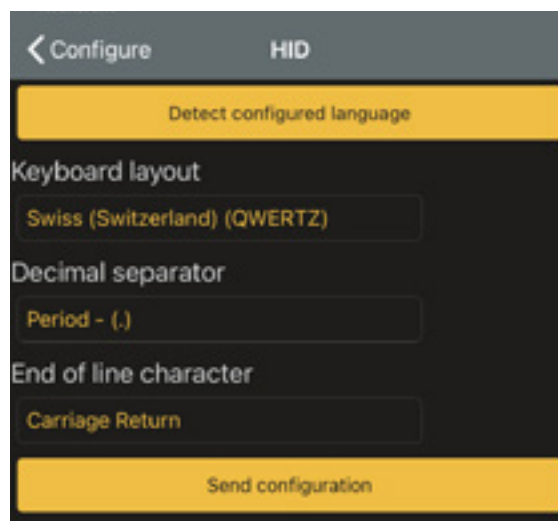 Configure
HID
Detect configured language
Keyboard layout
Swiss (Switzerland) (QWERTZ)
Decimal separator
Period - (.)
End of line character
Carriage Return
Send configuration